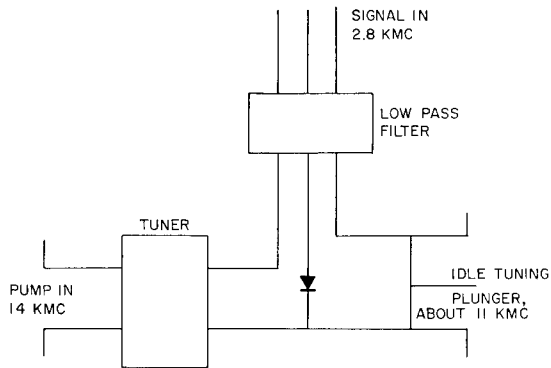 SIGNAL IN
2.8 KMC
LOW PASS
FILTER
TUNER
PUMP IN
14 KMC
IDLE TUNING
PLUNGER,
ABOUT 11 KMC